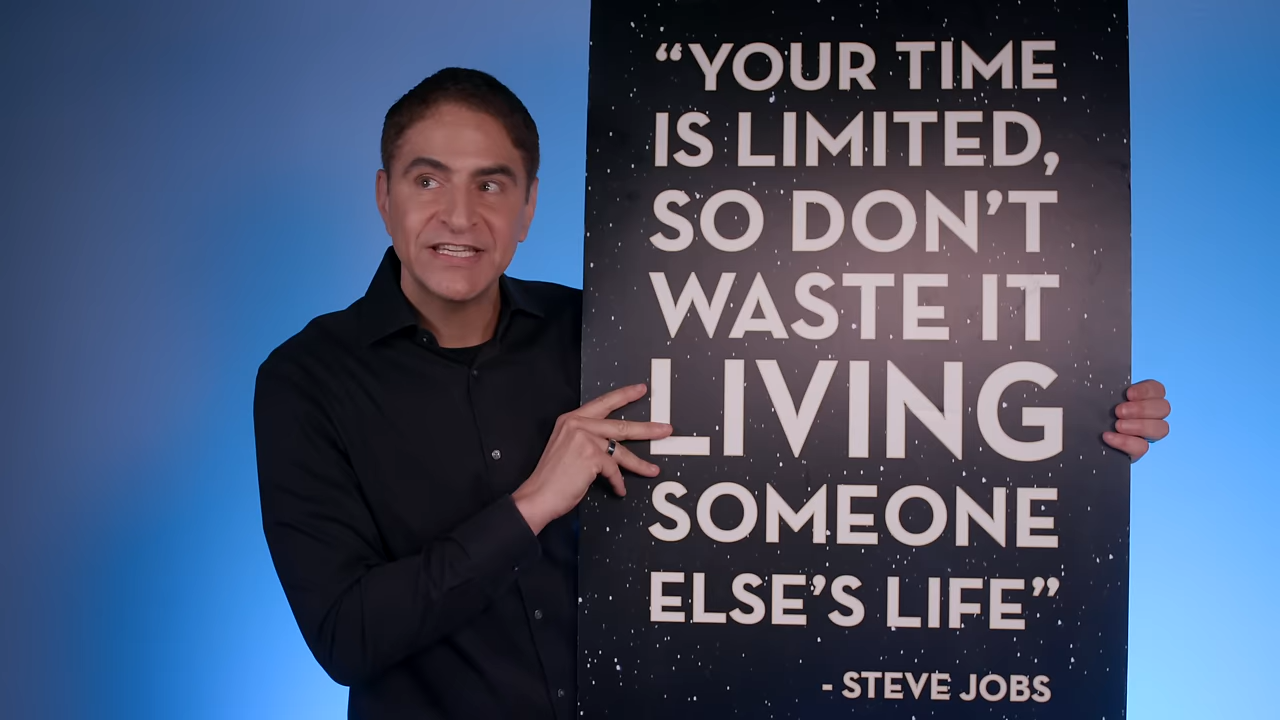 “YOUR TIME
IS LIMITED,
SO DON’T
WASTE IT
LIVING
SOMEONE
ELSE’S LIFE”
- STEVE JOBS